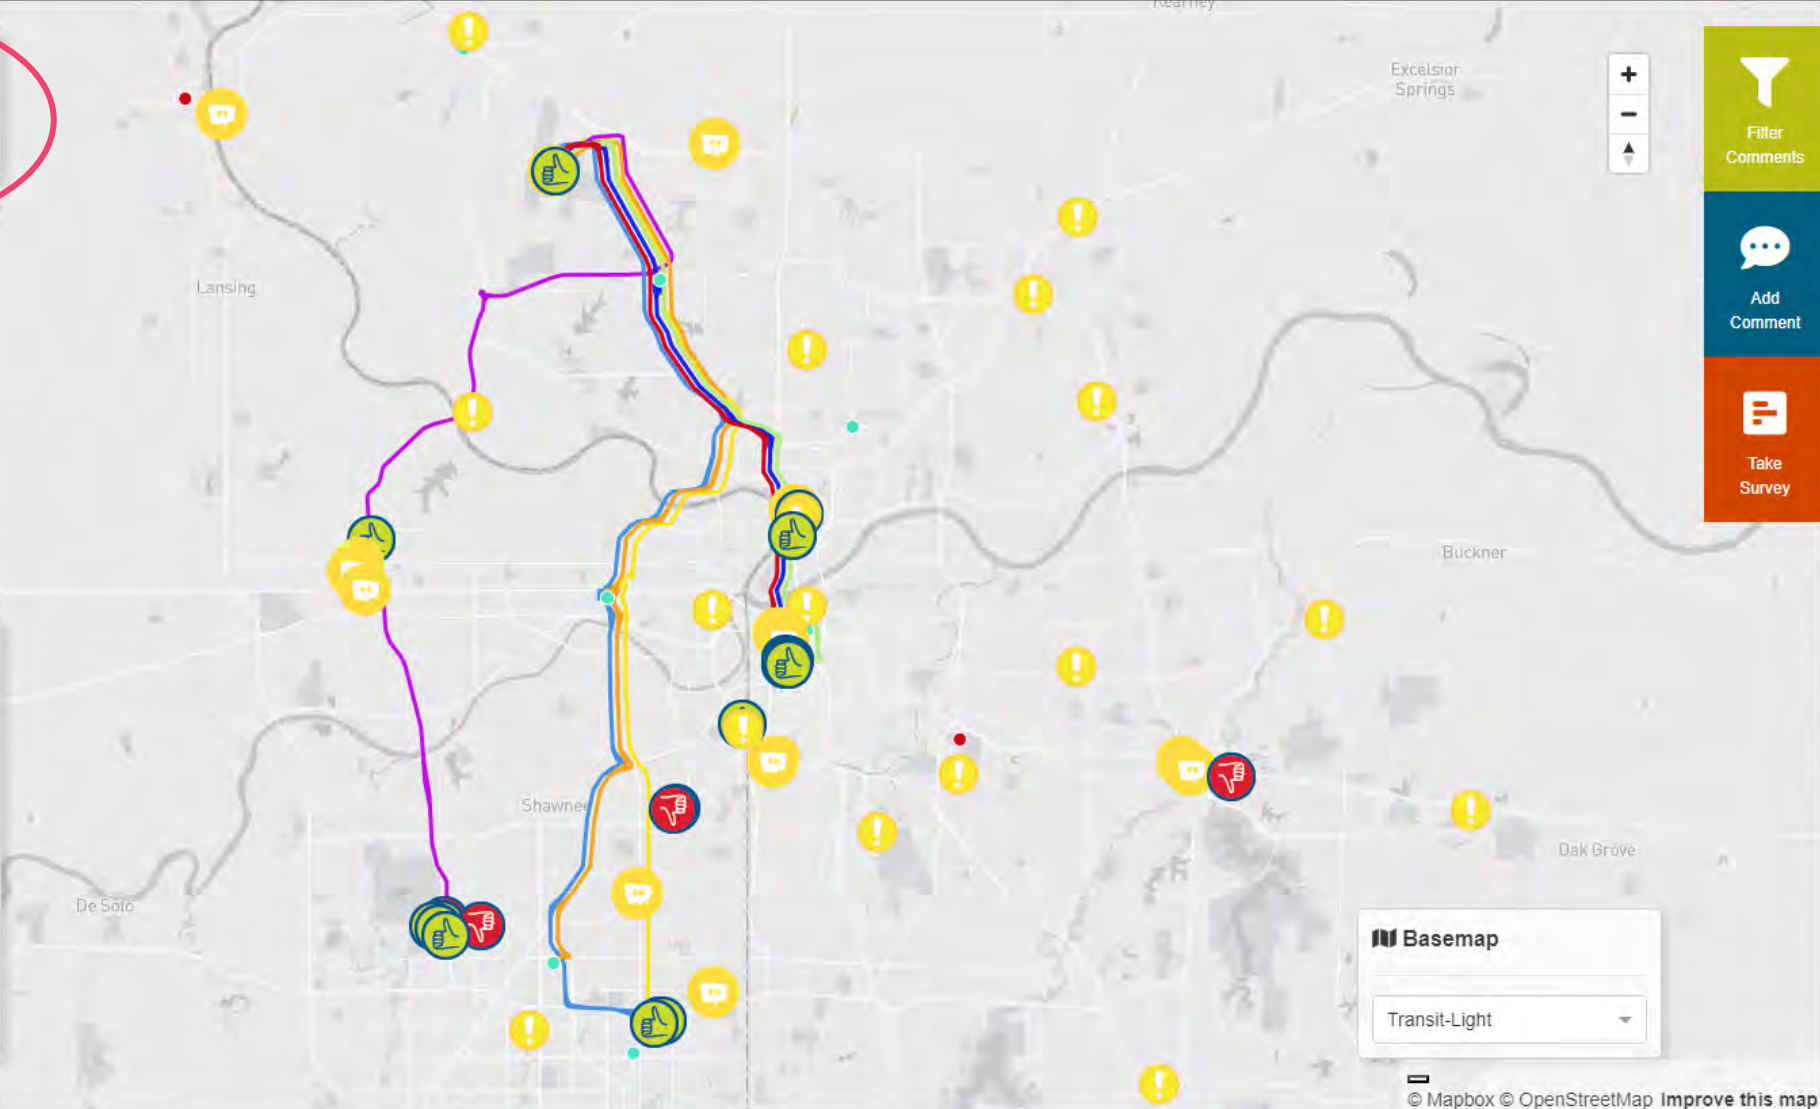 Kearney
Excelsior
Springs
Filter
Comments
Lansing
Add
Comment
Take
Survey
Buckner
Shawnee
Oak Grove
De Soto
Basemap
Transit-Light
© Mapbox © OpenStreetMap Improve this map